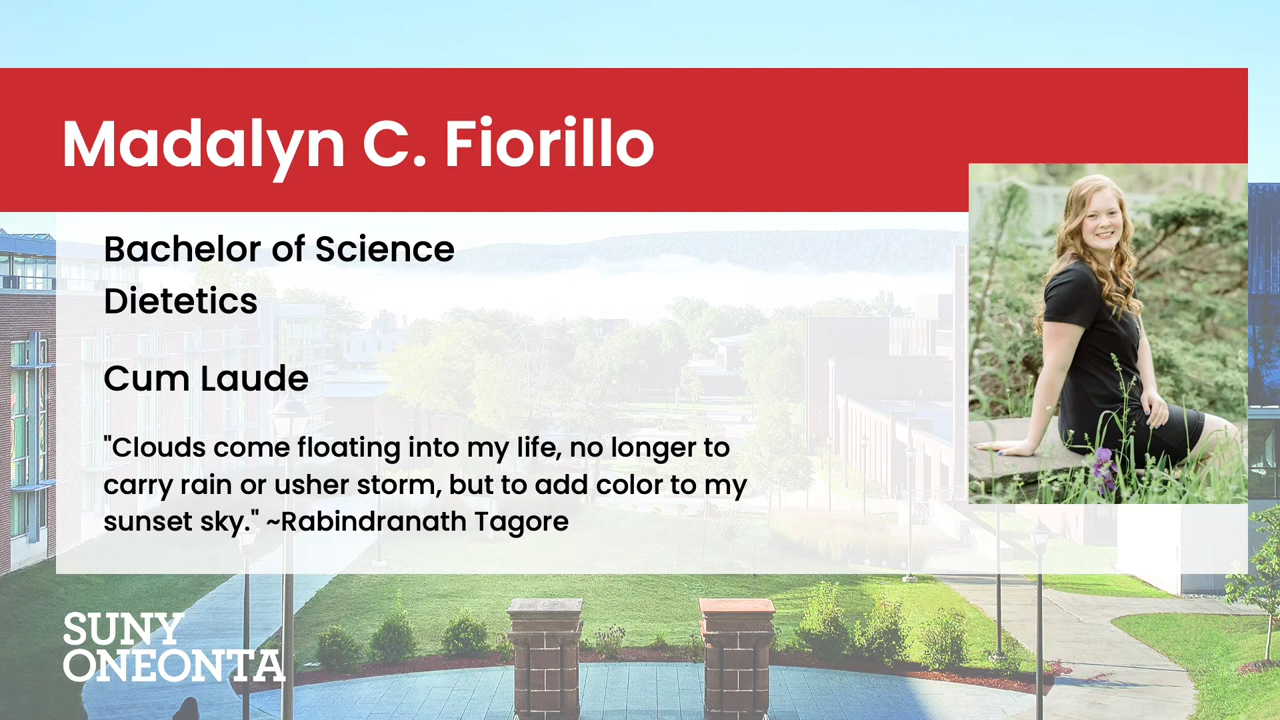 Madalyn C. Fiorillo
Bachelor of Science
Dietetics
Cum Laude
"Clouds come floating into my life, no longer to
carry rain or usher storm, but to add color to my
sunset sky." ~Rabindranath Tagore
SUNY
ONEONTA